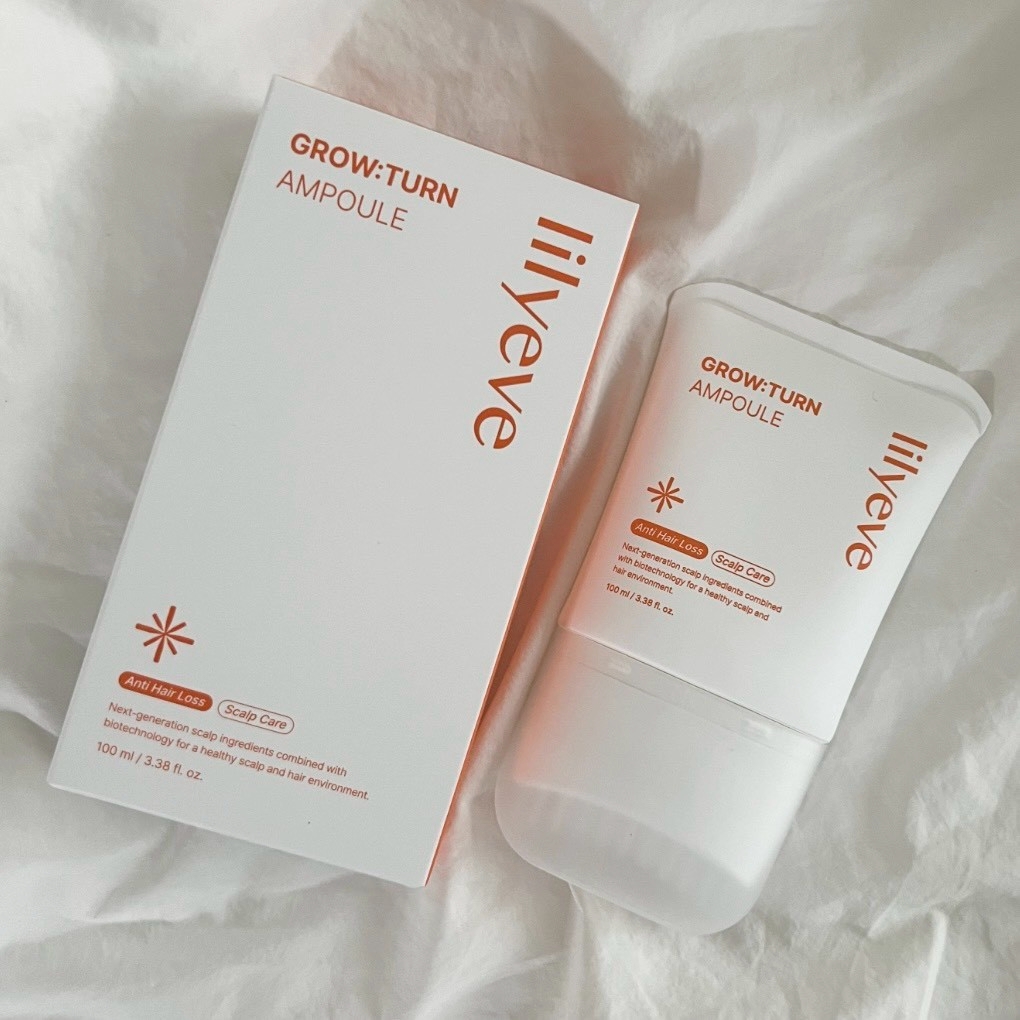 GROW:TURN
AMPOULE
lilyeve
Anti Hair Loss Scalp Care
Next-generation scalp ingredients combined with
biotechnology for a healthy scalp and hair environment.
100 ml / 3.38 fl. oz.
GROW:TURN
AMPOULE
lilyeve
Anti Hair Loss Scalp Care
Next-generation scalp ingredients combined
with biotechnology for a healthy scalp and
hair environment.
100 ml / 3.38 fl. oz.